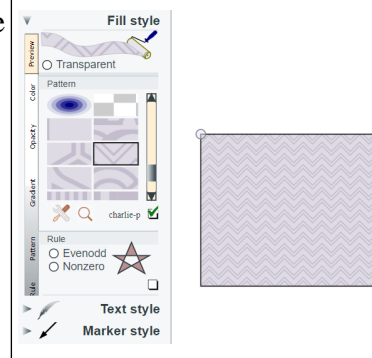 e
Fill style
Preview
Transparent
Color
Pattern
Opacity
Gradient
charlie-p
Pattern
Rule
Evenodd
Nonzero
Rule
Text style
Marker style